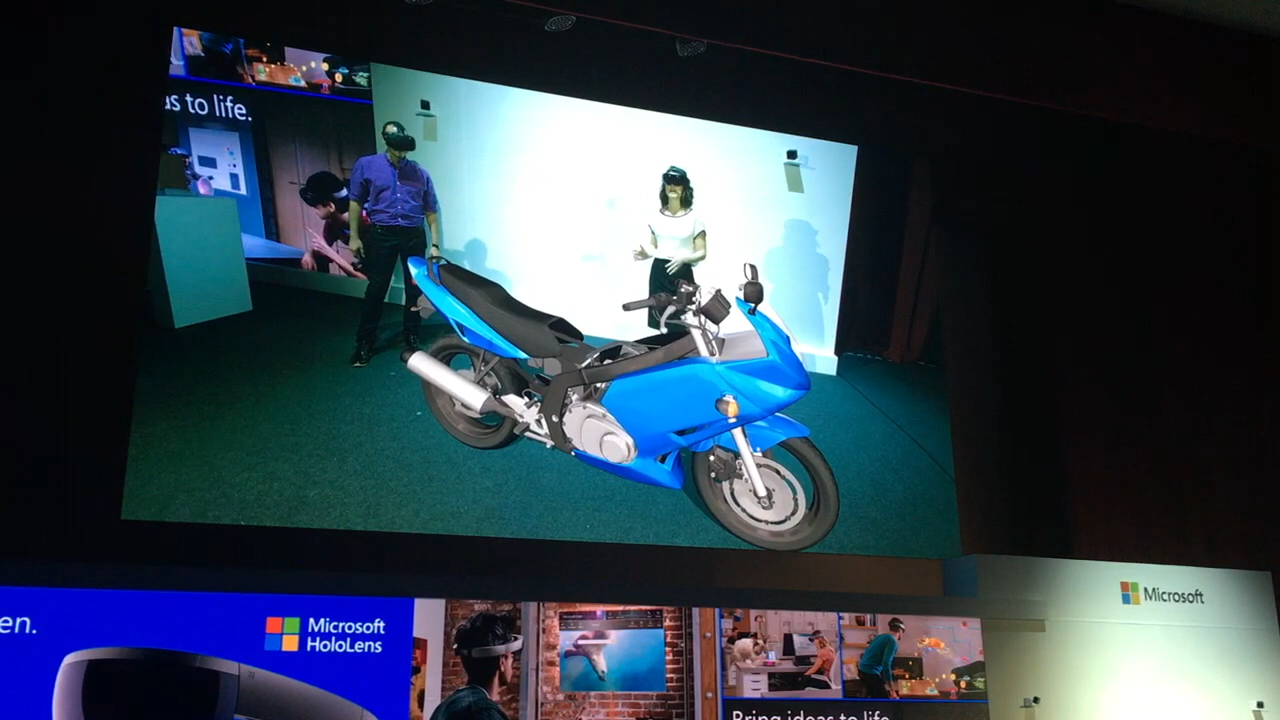 as to life.
en.
Microsoft
HoloLens
Microsoft
Bring ideas to life